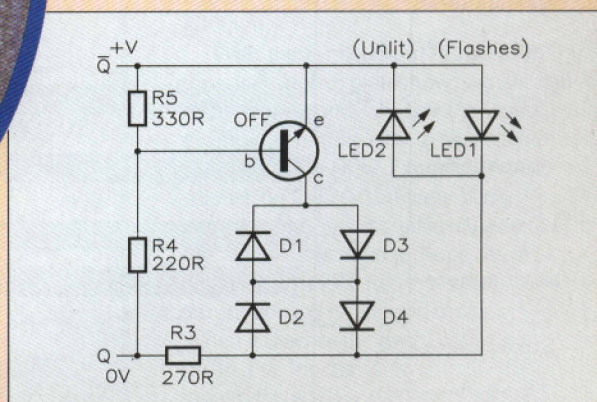 +V
(Unlit) (Flashes)
Q̅
R5
330R
OFF
e
b
c
LED2
LED1
D1
D3
R4
220R
D2
D4
R3
Q
0V
270R